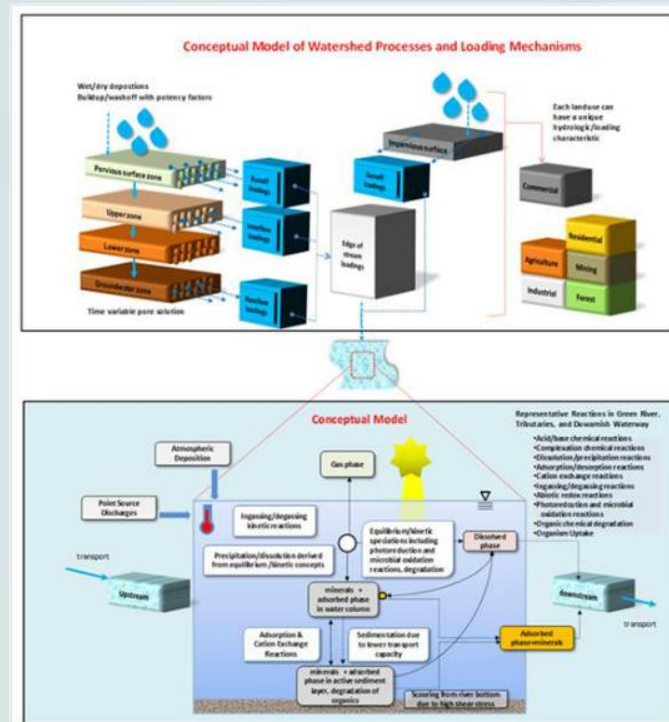 Conceptual Model of Watershed Processes and Loading Mechanisms
Wet/dry depostions
Buildup/washoff with potency factors
Pervious surface zone
Upper zone
Lower zone
Groundwater zone
Time variable pore solution
Runoff
loadings
Interflow
loadings
Baseflow
loadings
Edge of
stream
loadings
Impervious surface
Runoff
loadings
Each landuse can
have a unique
hydrologic/loading
characteristic
Commercial
Residential
Agriculture
Mining
Industrial
Forest
Conceptual Model
Representative Reactions in Green River,
Tributaries, and Duwamish Waterway
•Acid/base chemical reactions
•Complexation chemical reactions
•Dissolution/precipitation reactions
•Adsorption/desorption reactions
•Cation exchange reactions
•Ingassing/degassing reactions
•Abiotic redox reactions
•Photoreduction and microbial
oxidation reactions
•Organic chemical degradation
•Organism Uptake
Atmospheric
Deposition
Gas phase
Point Source
Discharges
Ingassing/degassing
kinetic reactions
Precipitation/dissolution derived
from equilibrium /kinetic concepts
Equilibrium/kinetic
speciations including
photoreduction and
microbial oxidation
reactions, degradation
Dissolved
phase
transport
Upstream
minerals +
adsorbed phase
in water column
Adsorption &
Cation Exchange
Reactions
Sedimentation due
to lower transport
capacity
Adsorbed
phase+minerals
downstream
transport
minerals + adsorbed
phase in active sediment
layer, degradation of
organics
Scouring from river bottom
due to high shear stress